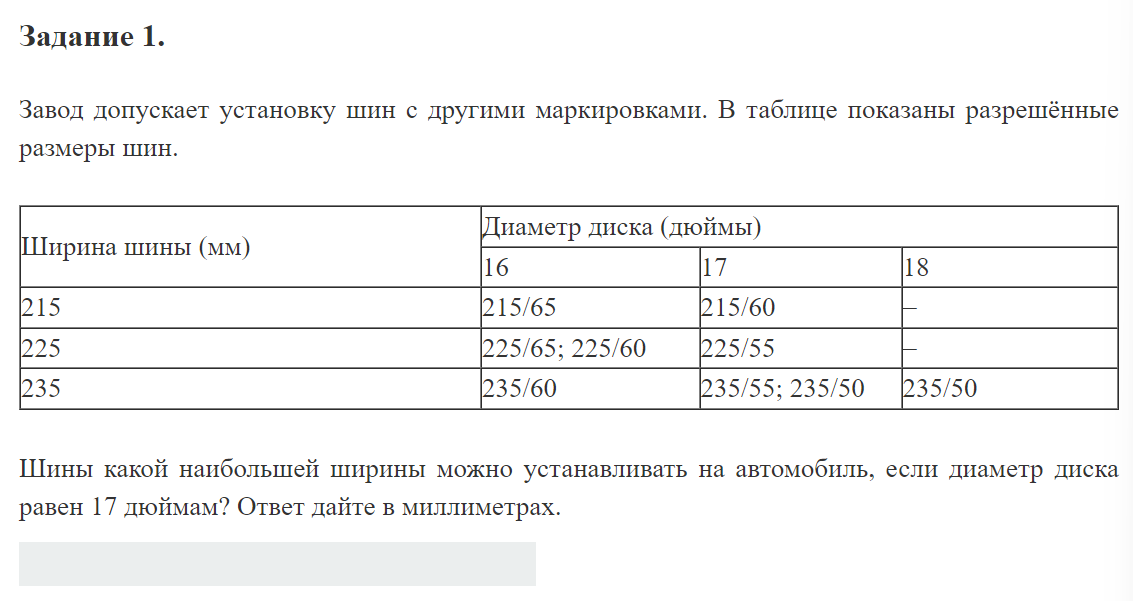 Задание 1.
Завод допускает установку шин с другими маркировками. В таблице показаны разрешённые
размеры шин.
Ширина шины (мм)
Диаметр диска (дюймы)
16 17 18
215 215/65 215/60 –
225 225/65; 225/60 225/55 –
235 235/60 235/55; 235/50 235/50
Шины какой наибольшей ширины можно устанавливать на автомобиль, если диаметр диска
равен 17 дюймам? Ответ дайте в миллиметрах.